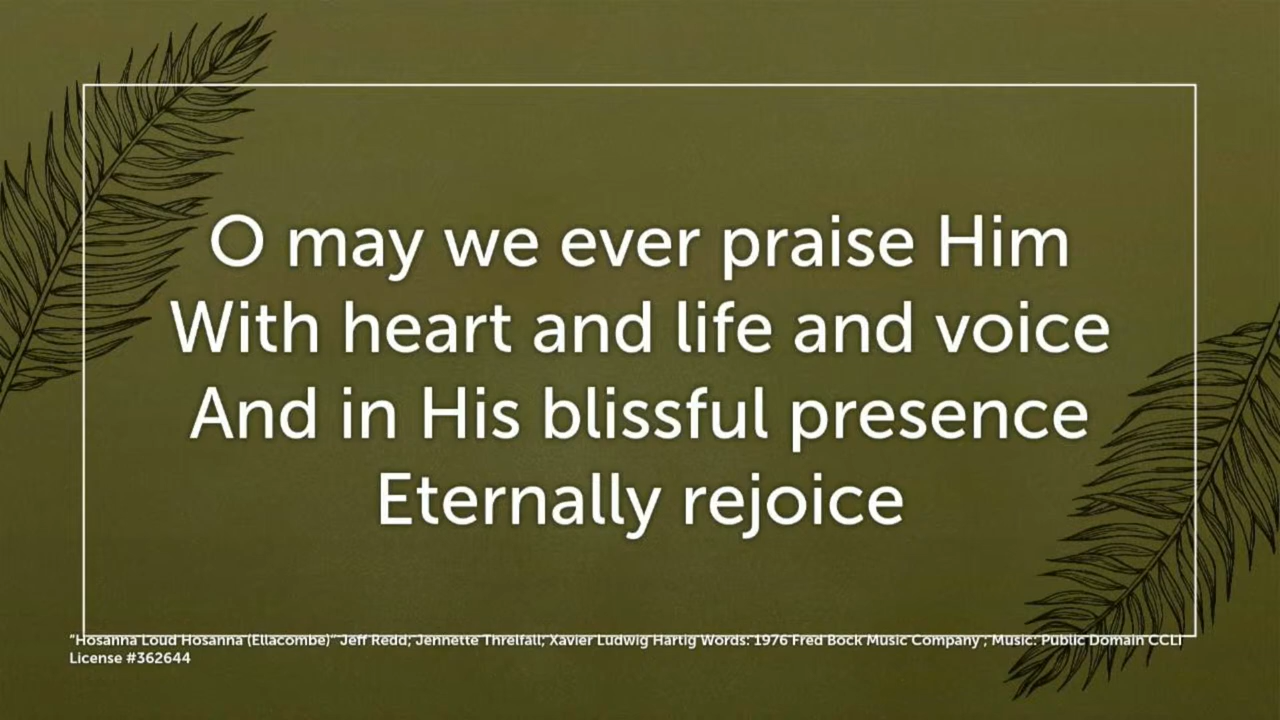 O may we ever praise Him
With heart and life and voice
And in His blissful presence
Eternally rejoice
"Hosanna Loud Hosanna (Ellacombe)" Jeff Redd; Jennette Threlfall; Xavier Ludwig Hartig Words: 1976 Fred Bock Music Company ; Music: Public Domain CCLI
License #362644